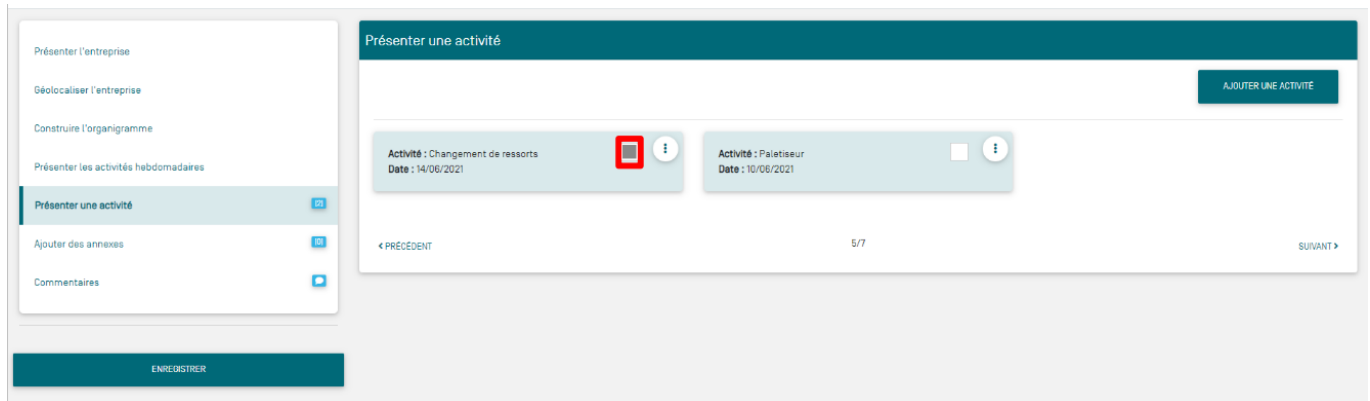 Présenter l'entreprise
Géolocaliser l'entreprise
Construire l'organigramme
Présenter les activités hebdomadaires
Présenter une activité
Ajouter des annexes
Commentaires
ENREGISTRER
Présenter une activité
AJOUTER UNE ACTIVITÉ
Activité : Changement de ressorts
Date : 14/06/2021
Activité : Paletiseur
Date : 10/06/2021
PRÉCÉDENT
5/7
SUIVANT